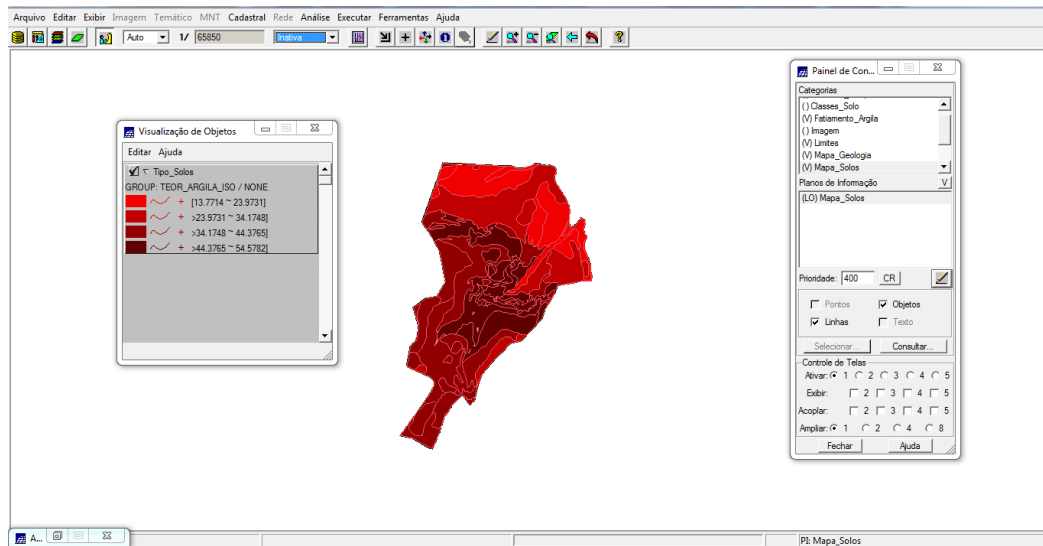 Arquivo Editar Exibir Imagem Temático MNT Cadastral Rede Análise Executar Ferramentas Ajuda
Auto 1/ 65850 Inativa
Visualização de Objetos
Editar Ajuda
Tipo_Solos
GROUP: TEOR_ARGILA_ISO / NONE
[13.7714 ~ 23.9731]
>23.9731 ~ 34.1748]
>34.1748 ~ 44.3765]
>44.3765 ~ 54.5782]
Painel de Con...
Categorias
() Classes_Solo
(V) Fatiamento_Argila
() Imagem
(V) Limites
(V) Mapa_Geologia
(V) Mapa_Solos
Planos de Informação V
(LO) Mapa_Solos
Prioridade: 400 CR
Pontos Objetos
Linhas Texto
Selecionar... Consultar...
Controle de Telas
Ativar: 1 2 3 4 5
Exibir: 2 3 4 5
Acoplar: 2 3 4 5
Ampliar: 1 2 4 8
Fechar Ajuda
A...
PI: Mapa_Solos